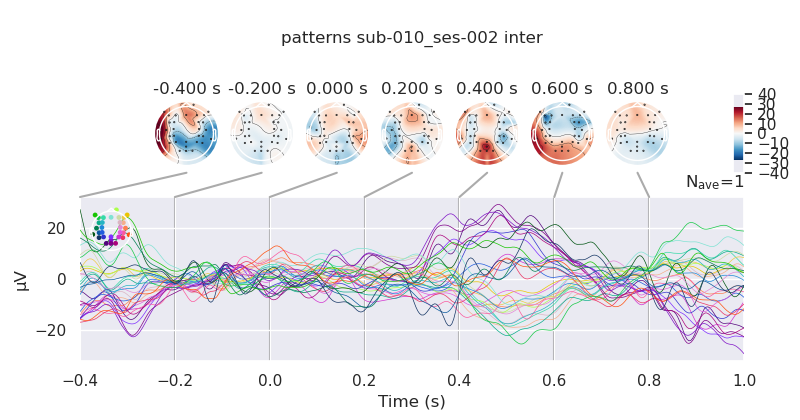 patterns sub-010_ses-002 inter
-0.400 s -0.200 s 0.000 s 0.200 s 0.400 s 0.600 s 0.800 s
40
30
20
10
0
−10
−20
−30
−40
Nave=1
20
0
−20
µV
−0.4 −0.2 0.0 0.2 0.4 0.6 0.8 1.0
Time (s)